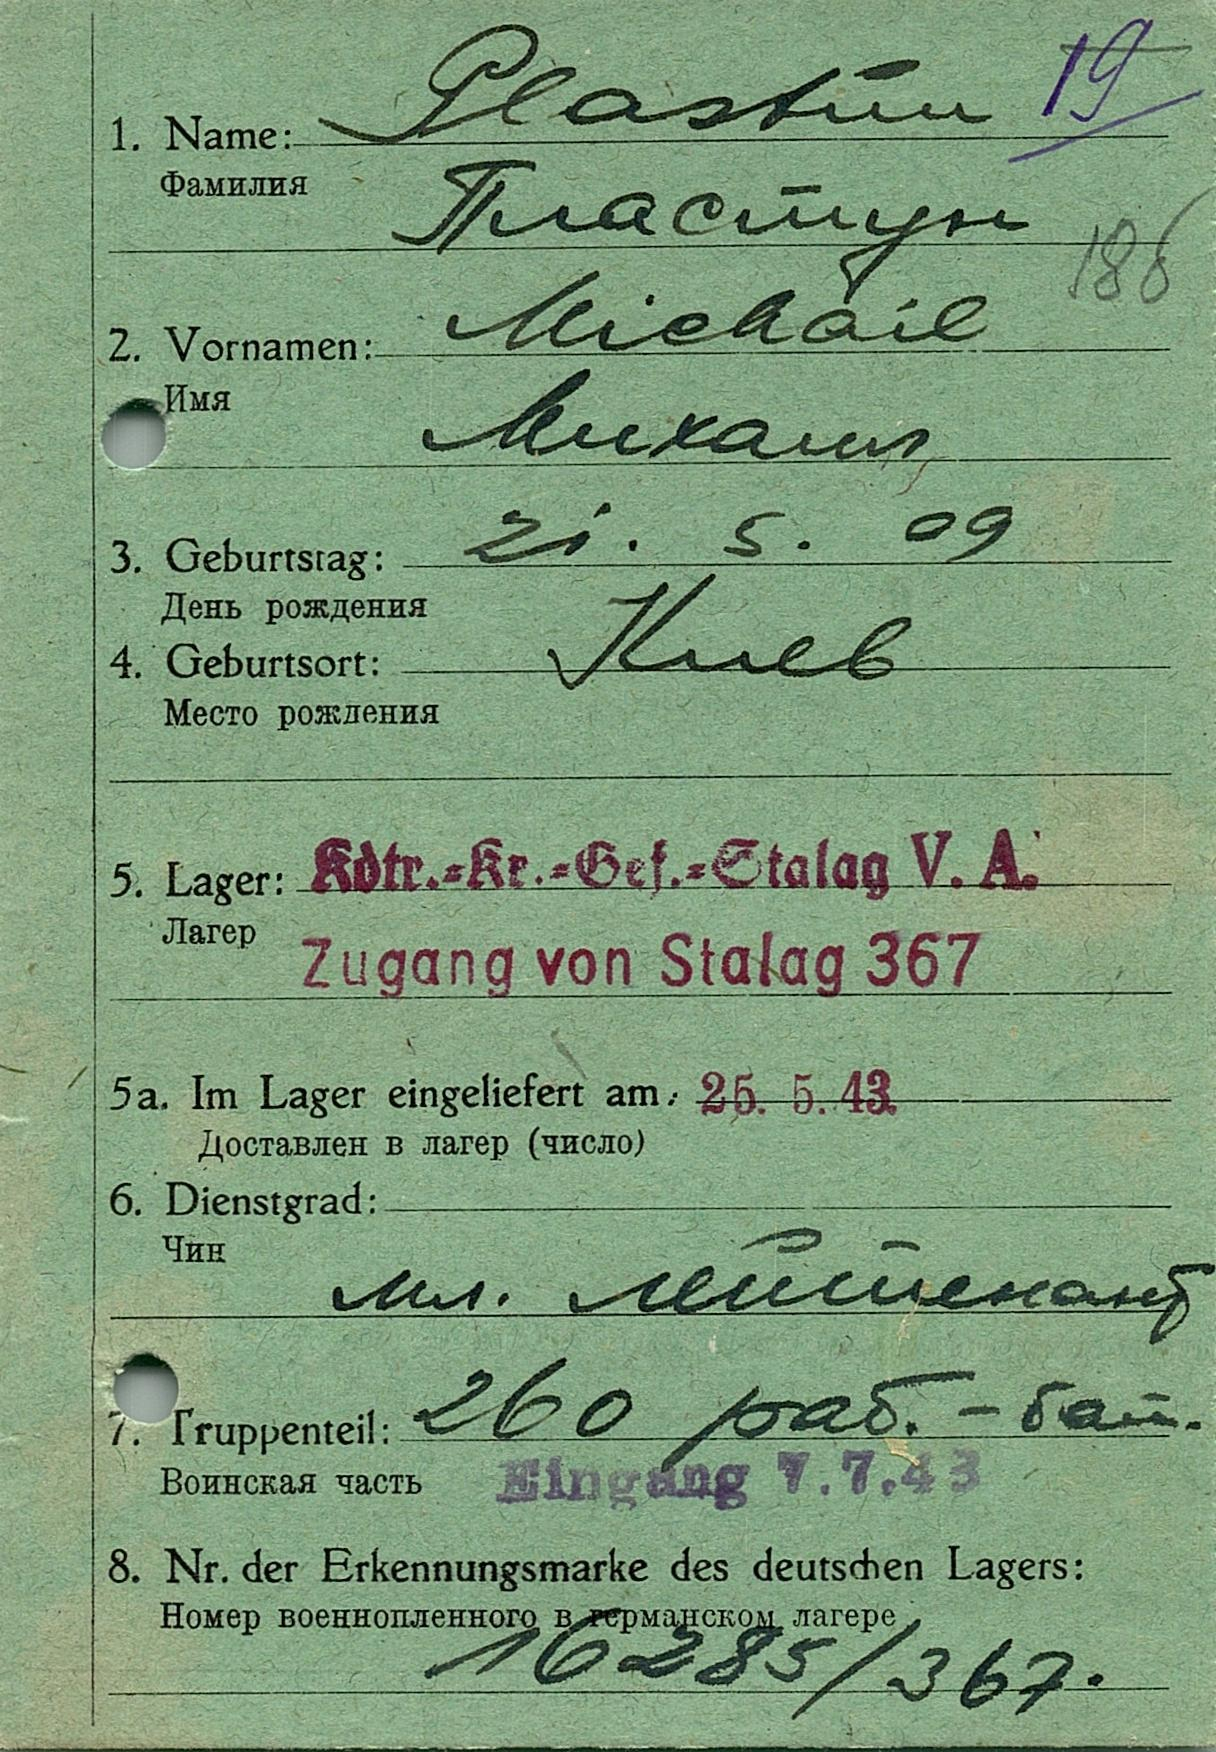 Plastun 19
1. Name:
Фамилия
Пластун
186
Michail
2. Vornamen:
Имя
Михаил
3. Geburtstag: 21. 5. 09
День рождения
4. Geburtsort: Киев
Место рождения
5. Lager: Kdtr.=Kr.=Gef.=Stalag V. A.
Лагер
Zugang von Stalag 367
5a. Im Lager eingeliefert am: 25. 5. 43.
Доставлен в лагер (число)
6. Dienstgrad:
Чин
мл. лейтенант
7. Truppenteil: 260 раб. - бат.
Воинская часть Eingang 7.7.43
8. Nr. der Erkennungsmarke des deutschen Lagers:
Номер военнопленного в германском лагере
16285/367.